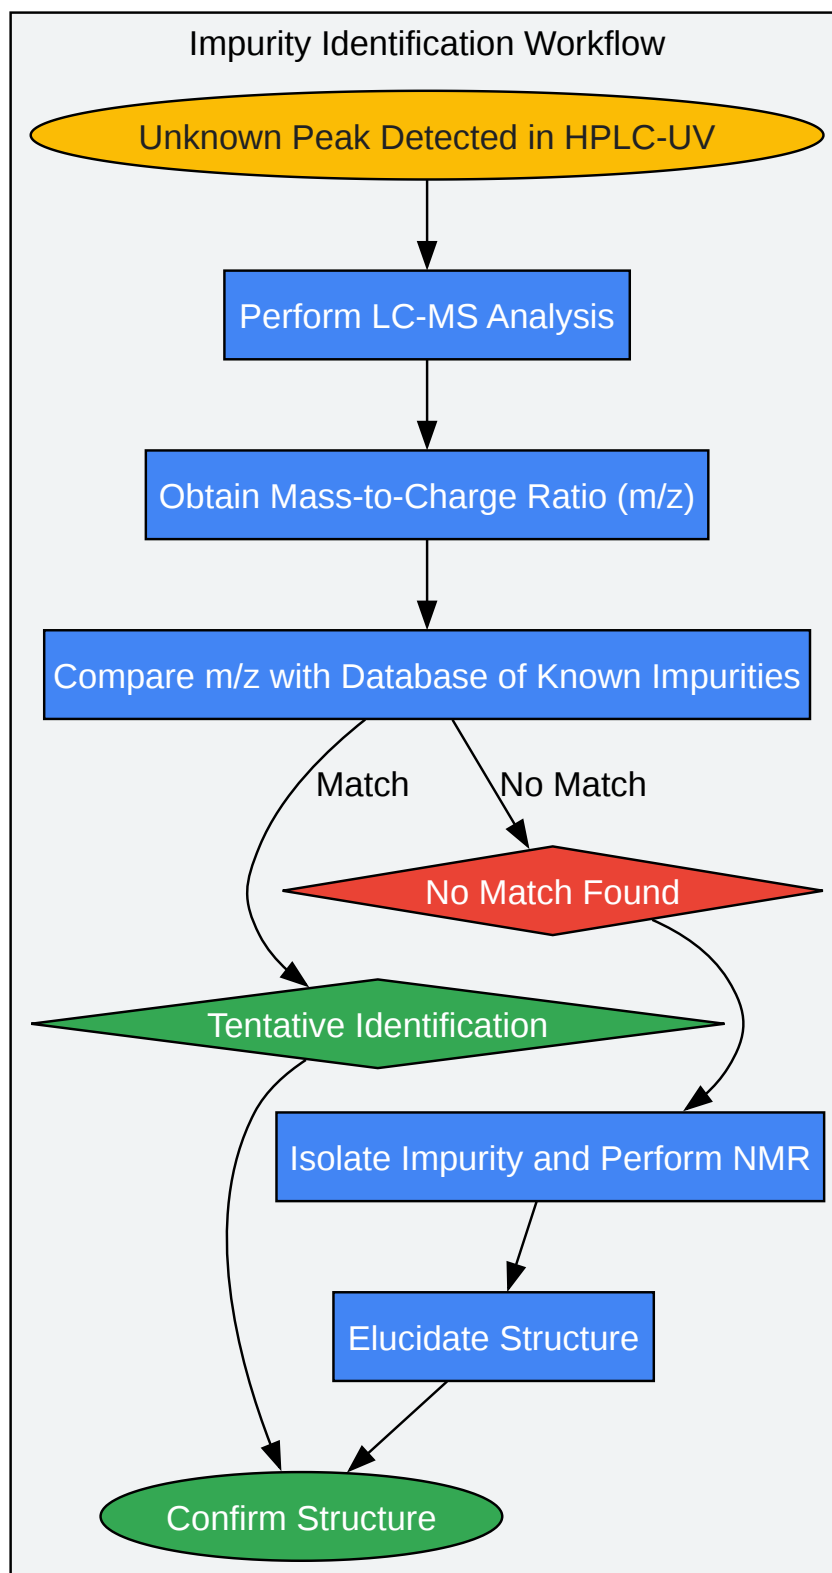 Impurity Identification Workflow
Unknown Peak Detected in HPLC-UV
Perform LC-MS Analysis
Obtain Mass-to-Charge Ratio (m/z)
Compare m/z with Database of Known Impurities
Match
No Match
No Match Found
Tentative Identification
Isolate Impurity and Perform NMR
Elucidate Structure
Confirm Structure